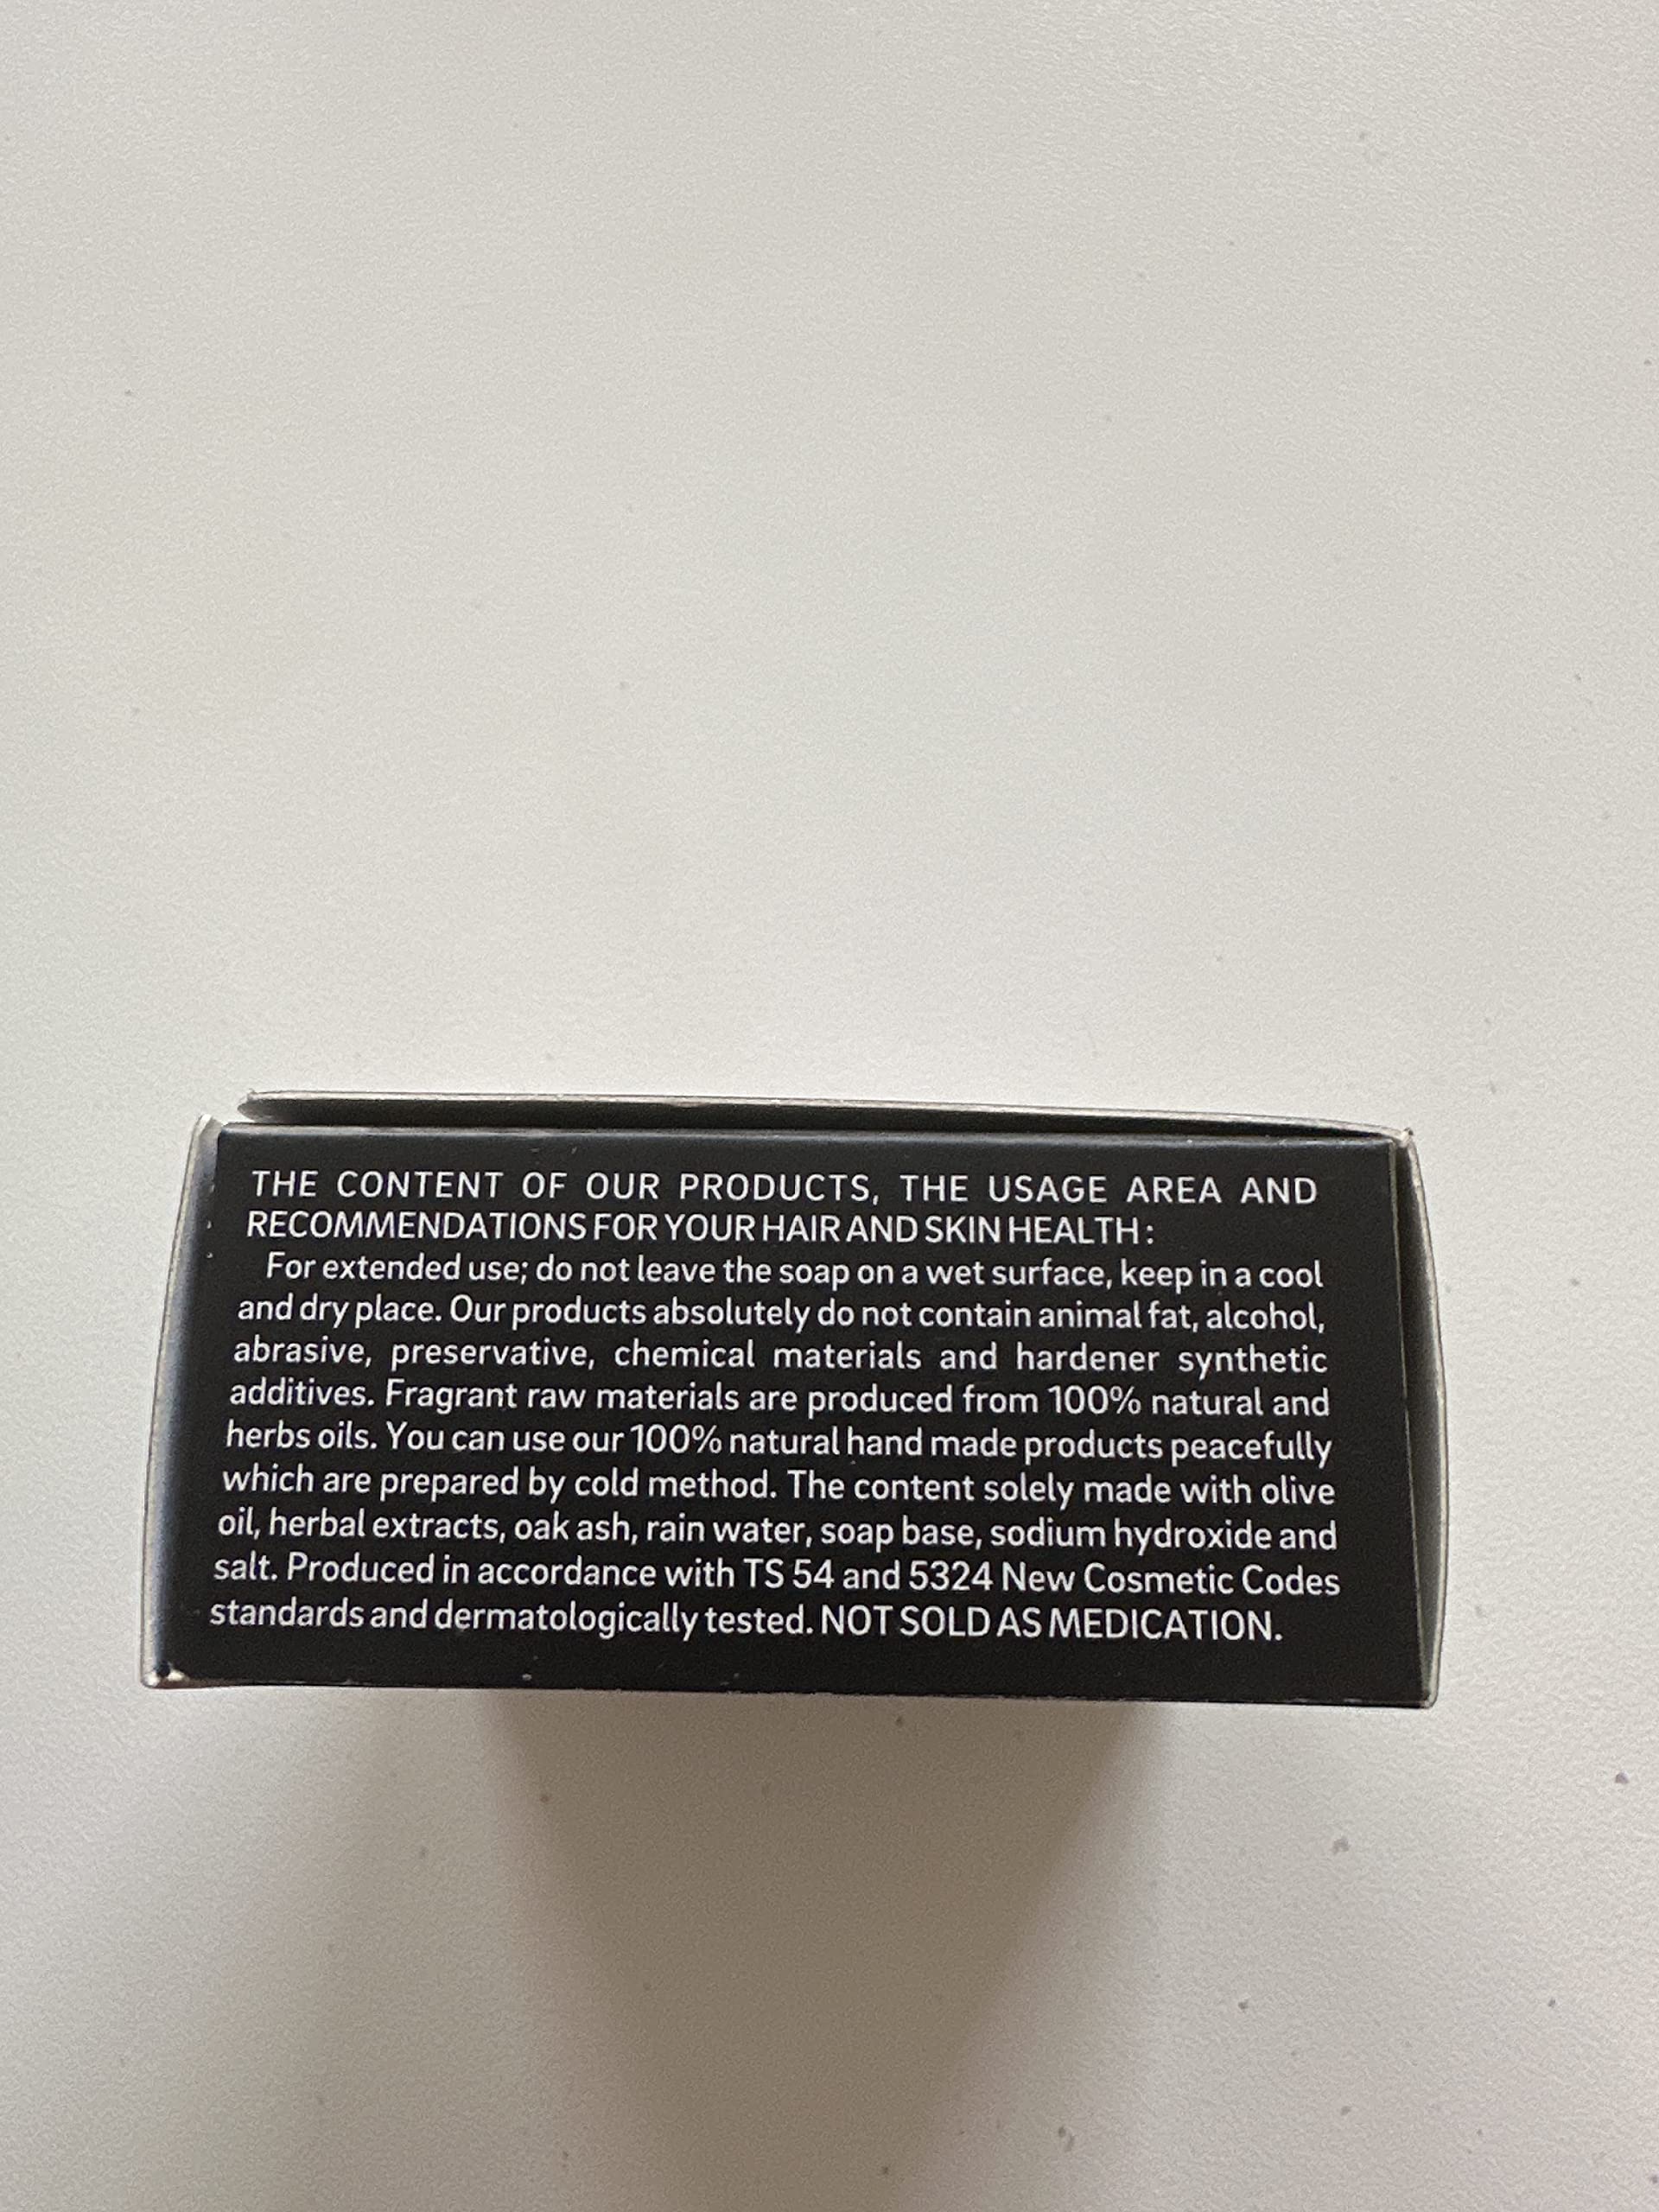 THE CONTENT OF OUR PRODUCTS, THE USAGE AREA AND
RECOMMENDATIONS FOR YOUR HAIR AND SKIN HEALTH:
For extended use; do not leave the soap on a wet surface, keep in a cool
and dry place. Our products absolutely do not contain animal fat, alcohol,
abrasive, preservative, chemical materials and hardener synthetic
additives. Fragrant raw materials are produced from 100% natural and
herbs oils. You can use our 100% natural hand made products peacefully
which are prepared by cold method. The content solely made with olive
oil, herbal extracts, oak ash, rain water, soap base, sodium hydroxide and
salt. Produced in accordance with TS 54 and 5324 New Cosmetic Codes
standards and dermatologically tested. NOT SOLD AS MEDICATION.